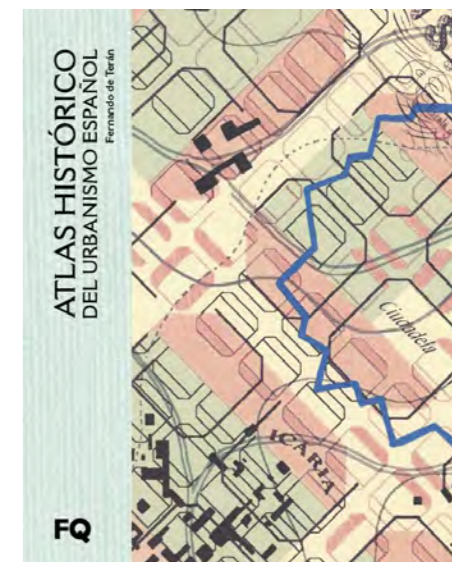 ATLAS HISTÓRICO
DEL URBANISMO ESPAÑOL
Fernando de Terán
Ciudadela
ICARIA
FQ